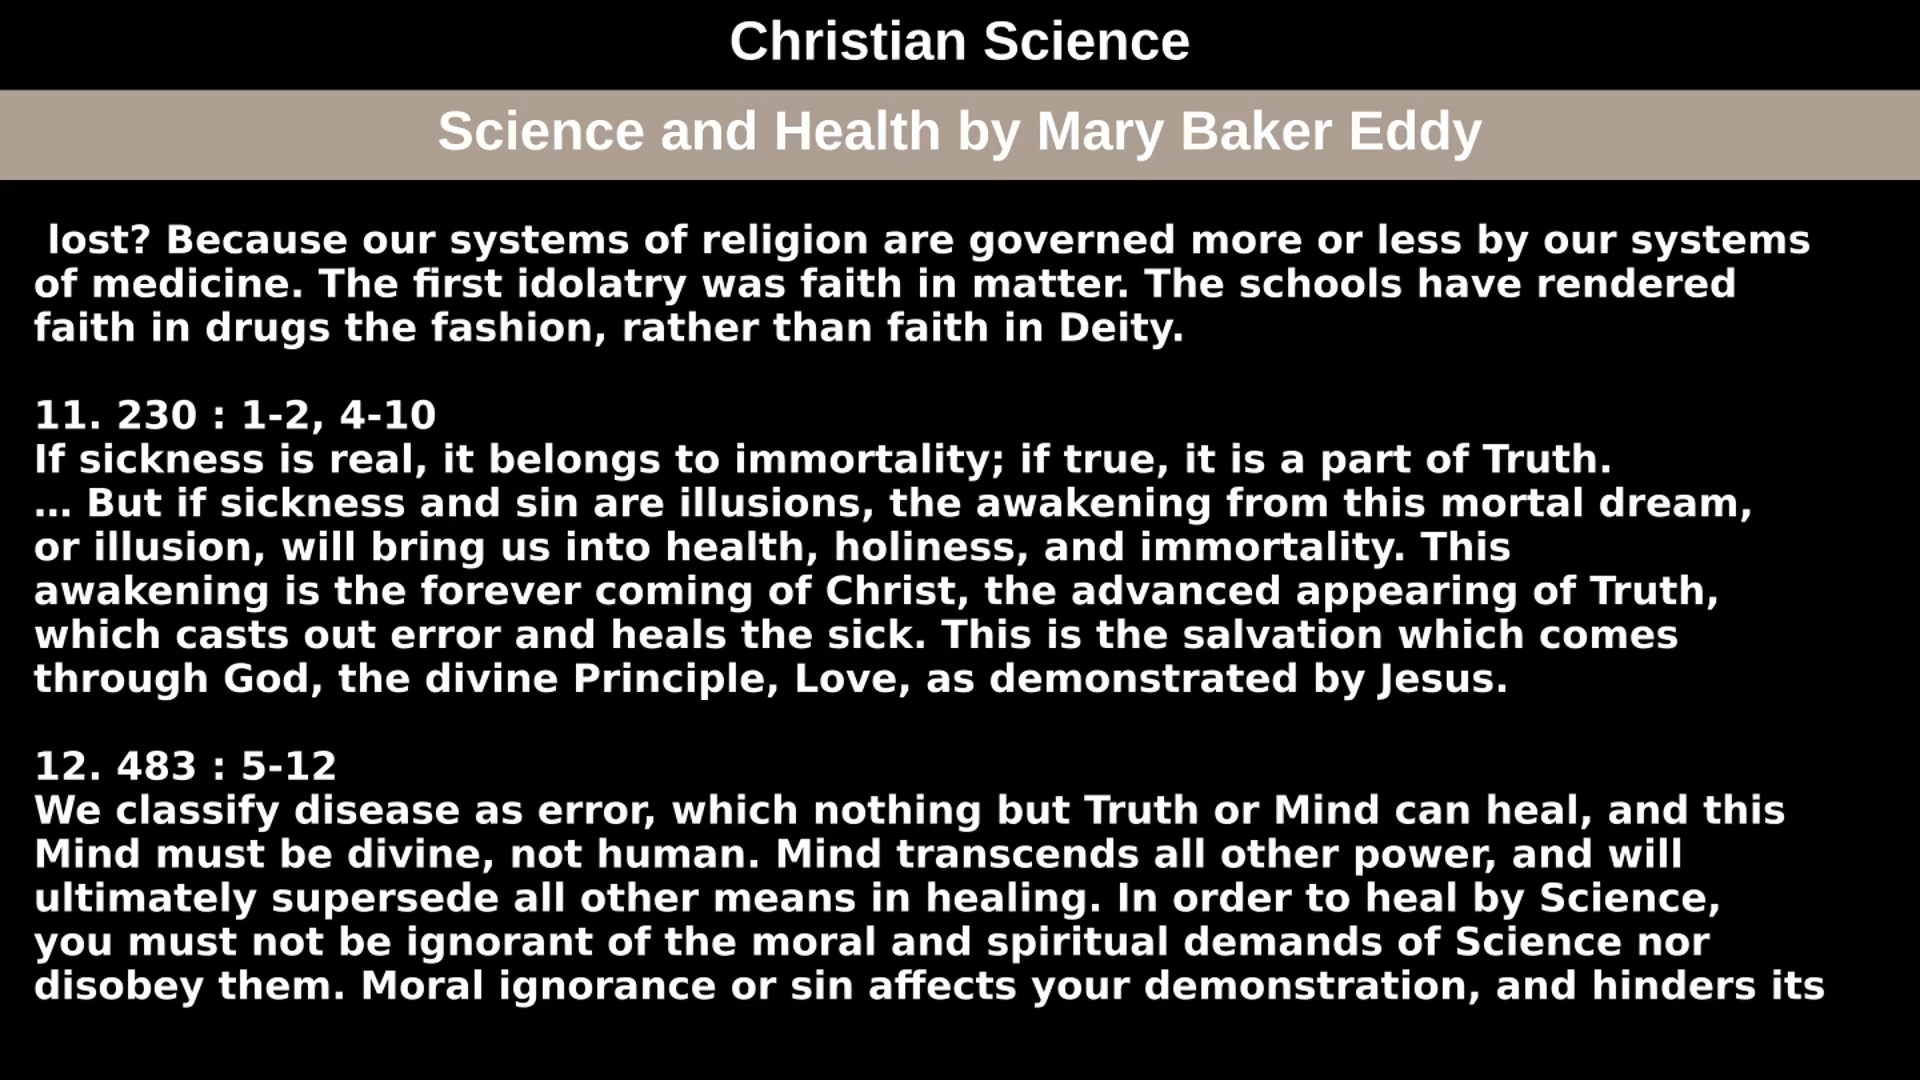 Christian Science
Science and Health by Mary Baker Eddy
lost? Because our systems of religion are governed more or less by our systems
of medicine. The first idolatry was faith in matter. The schools have rendered
faith in drugs the fashion, rather than faith in Deity.
11. 230 : 1-2, 4-10
If sickness is real, it belongs to immortality; if true, it is a part of Truth.
… But if sickness and sin are illusions, the awakening from this mortal dream,
or illusion, will bring us into health, holiness, and immortality. This
awakening is the forever coming of Christ, the advanced appearing of Truth,
which casts out error and heals the sick. This is the salvation which comes
through God, the divine Principle, Love, as demonstrated by Jesus.
12. 483 : 5-12
We classify disease as error, which nothing but Truth or Mind can heal, and this
Mind must be divine, not human. Mind transcends all other power, and will
ultimately supersede all other means in healing. In order to heal by Science,
you must not be ignorant of the moral and spiritual demands of Science nor
disobey them. Moral ignorance or sin affects your demonstration, and hinders its